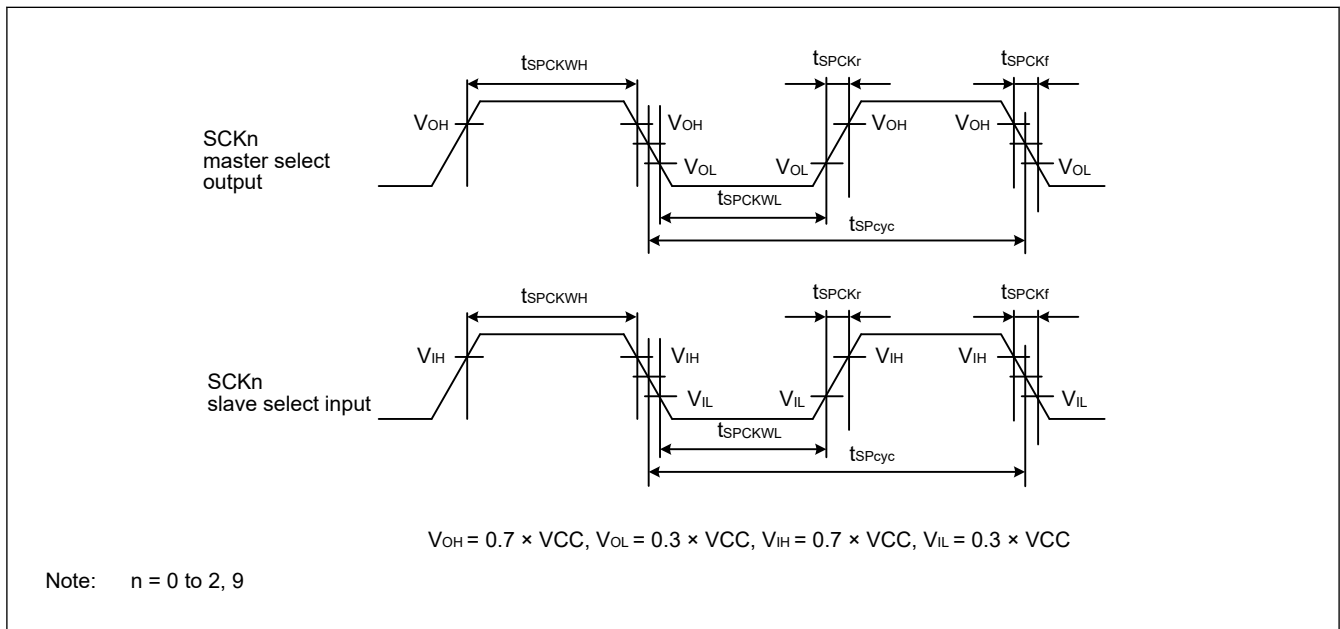 tSPCKWH tSPCKr tSPCKf
VOH VOH VOH VOH
SCKn
master select
output
VOL VOL VOL
tSPCKWL
tSPcyc
tSPCKWH tSPCKr tSPCKf
VIH VIH VIH VIH
SCKn
slave select input
VIL VIL VIL
tSPCKWL
tSPcyc
VOH = 0.7 × VCC, VOL = 0.3 × VCC, VIH = 0.7 × VCC, VIL = 0.3 × VCC
Note: n = 0 to 2, 9